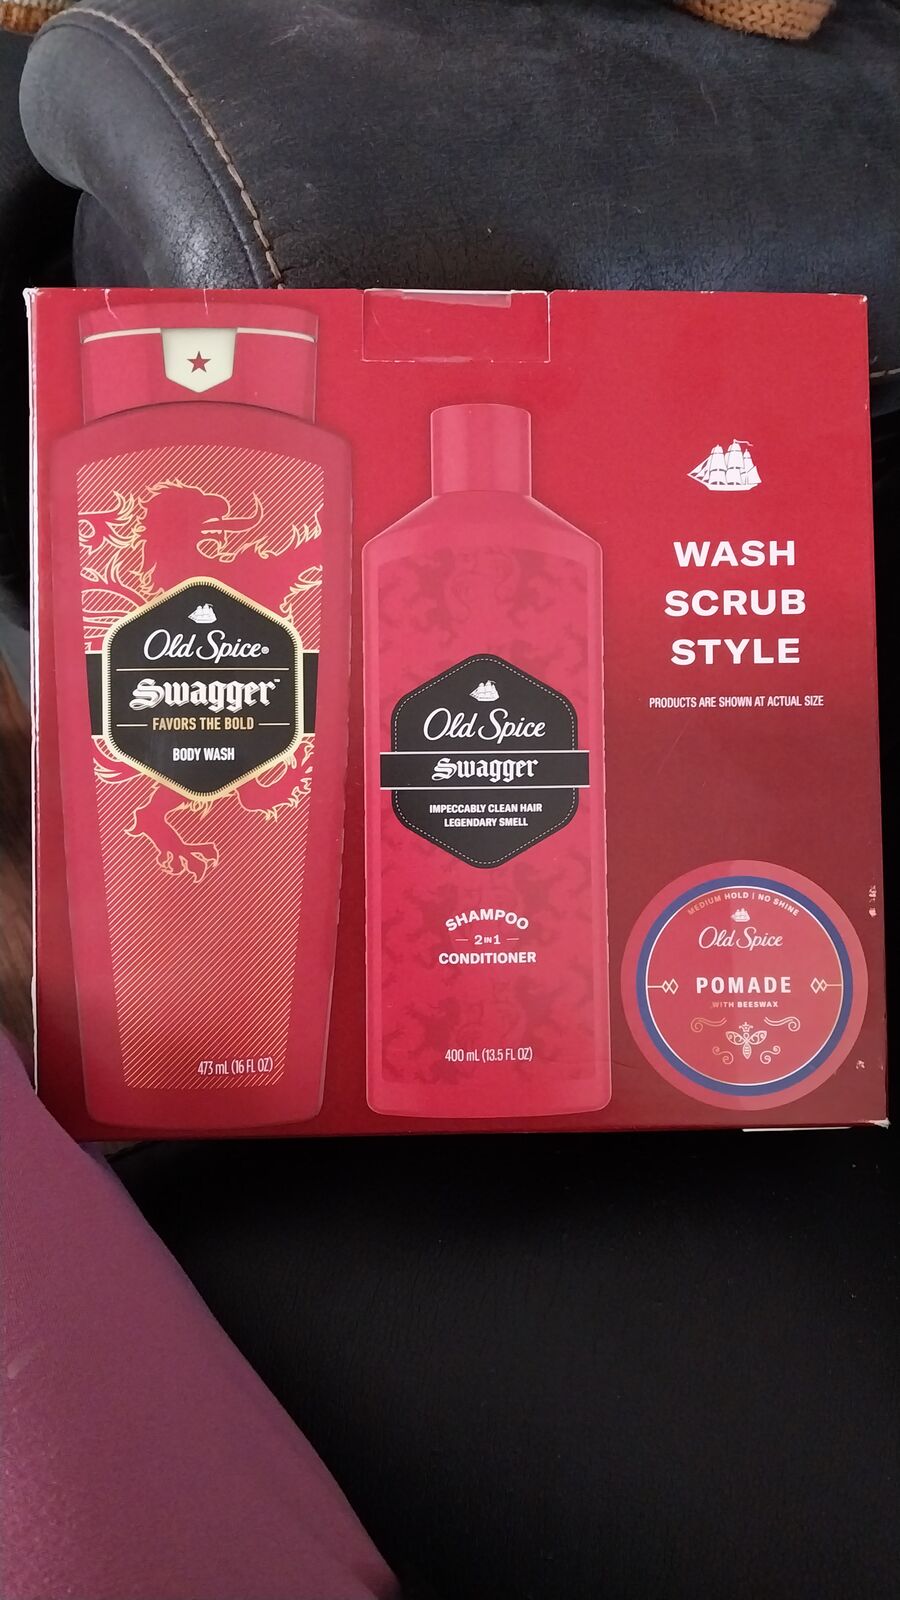 Old Spice®
Swagger™
FAVORS THE BOLD
BODY WASH
473 mL (16 FL OZ)
Old Spice
Swagger
IMPECCABLY CLEAN HAIR
LEGENDARY SMELL
SHAMPOO
2 IN 1
CONDITIONER
400 mL (13.5 FL OZ)
WASH
SCRUB
STYLE
PRODUCTS ARE SHOWN AT ACTUAL SIZE
MEDIUM HOLD | NO SHINE
Old Spice
POMADE
WITH BEESWAX